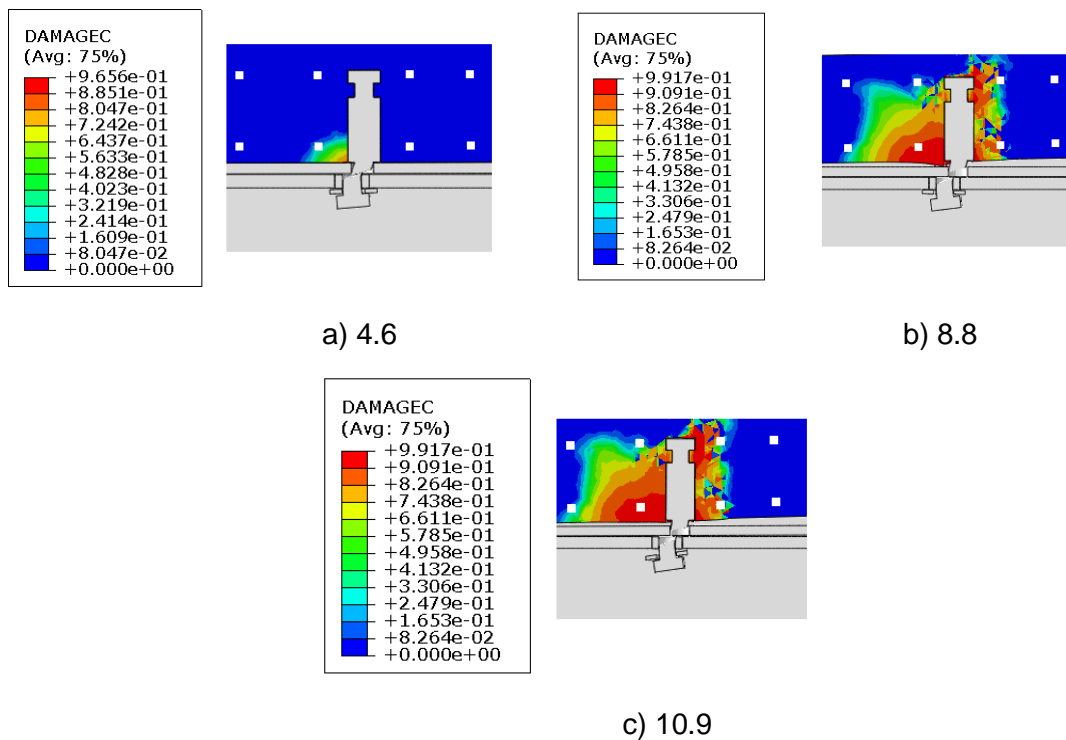 DAMAGEC
(Avg: 75%)
+9.656e-01
+8.851e-01
+8.047e-01
+7.242e-01
+6.437e-01
+5.633e-01
+4.828e-01
+4.023e-01
+3.219e-01
+2.414e-01
+1.609e-01
+8.047e-02
+0.000e+00
a) 4.6
DAMAGEC
(Avg: 75%)
+9.917e-01
+9.091e-01
+8.264e-01
+7.438e-01
+6.611e-01
+5.785e-01
+4.958e-01
+4.132e-01
+3.306e-01
+2.479e-01
+1.653e-01
+8.264e-02
+0.000e+00
b) 8.8
DAMAGEC
(Avg: 75%)
+9.917e-01
+9.091e-01
+8.264e-01
+7.438e-01
+6.611e-01
+5.785e-01
+4.958e-01
+4.132e-01
+3.306e-01
+2.479e-01
+1.653e-01
+8.264e-02
+0.000e+00
c) 10.9